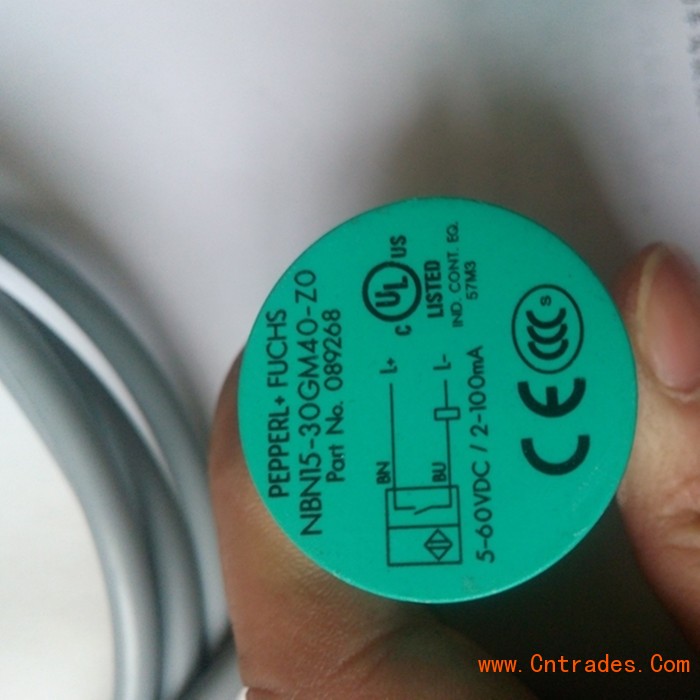 PEPPERL+ FUCHS
NBN15-30GM40-Z0
Part No. 089268
C UL US
LISTED
IND. CONT. EQ.
57M3
BN
L+
BU
L-
5-60VDC / 2-100mA
CE
CCC S
www.Cntrades.Com